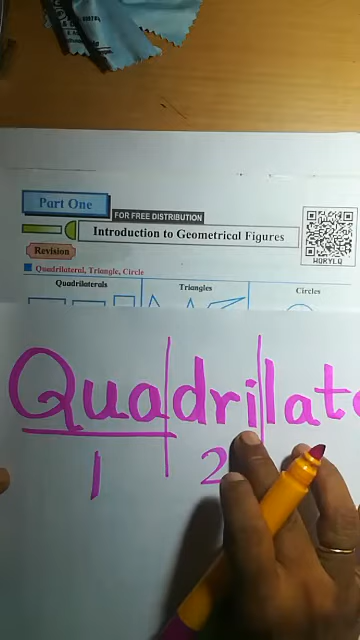 Part One
FOR FREE DISTRIBUTION
Introduction to Geometrical Figures
Revision
W0RYLQ
Quadrilateral, Triangle, Circle
Quadrilaterals Triangles Circles
Quadrilate
1 2